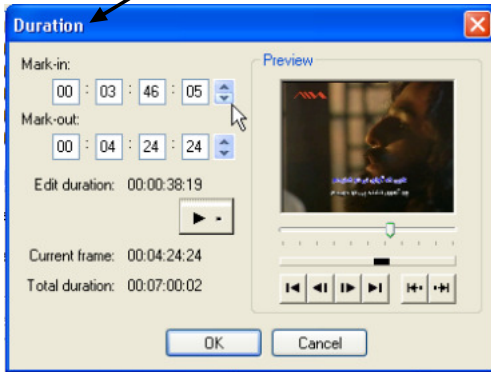 Duration
Mark-in:
00 : 03 : 46 : 05
Mark-out:
00 : 04 : 24 : 24
Edit duration: 00:00:38:19
Current frame: 00:04:24:24
Total duration: 00:07:00:02
Preview
OK
Cancel